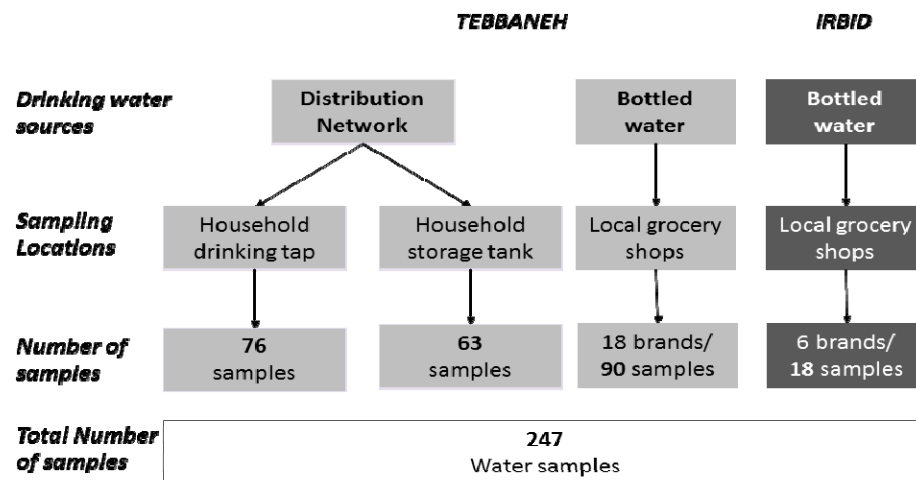 TEBBANEH
IRBID
Drinking water
sources
Distribution
Network
Bottled
water
Bottled
water
Sampling
Locations
Household
drinking tap
Household
storage tank
Local grocery
shops
Local grocery
shops
Number of
samples
76
samples
63
samples
18 brands/
90 samples
6 brands/
18 samples
Total Number
of samples
247
Water samples